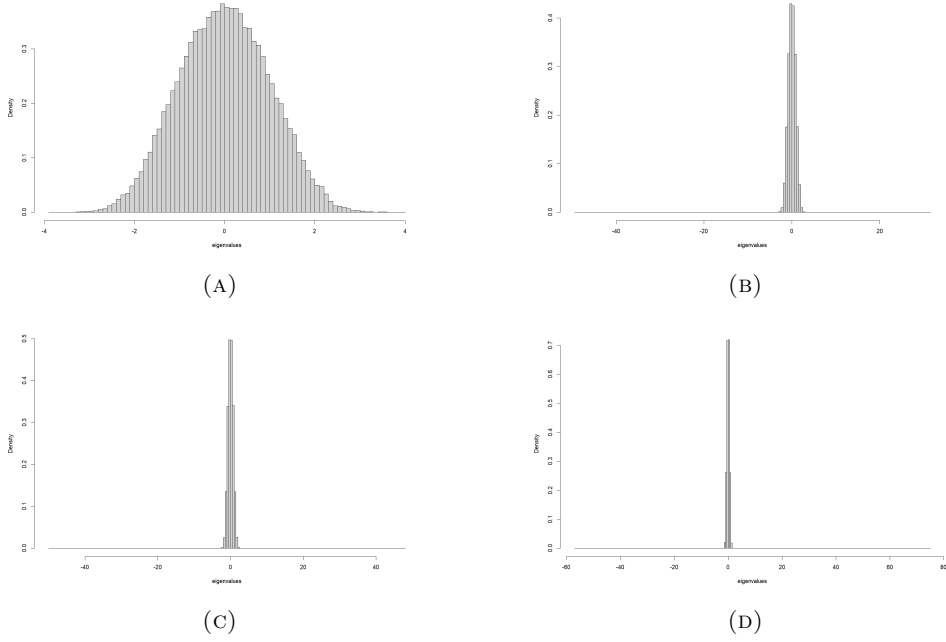 Density
0.0 0.1 0.2 0.3
-4 -2 0 2 4
eigenvalues
(A)
Density
0.0 0.1 0.2 0.3 0.4
-40 -20 0 20
eigenvalues
(B)
Density
0.0 0.1 0.2 0.3 0.4 0.5
-40 -20 0 20 40
eigenvalues
(C)
Density
0.0 0.1 0.2 0.3 0.4 0.5 0.6 0.7
-60 -40 -20 0 20 40 60 80
eigenvalues
(D)